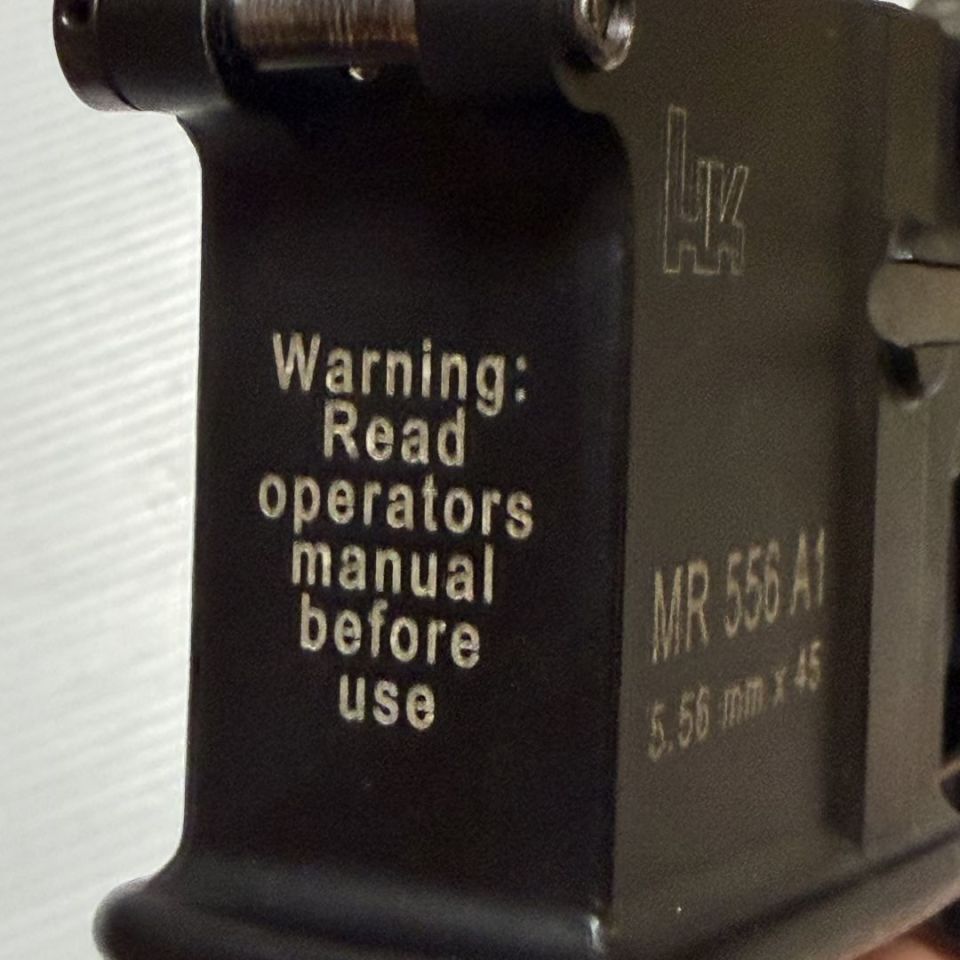 Warning:
Read
operators
manual
before
use
HK
MR 556 A1
5.56 mm x 45